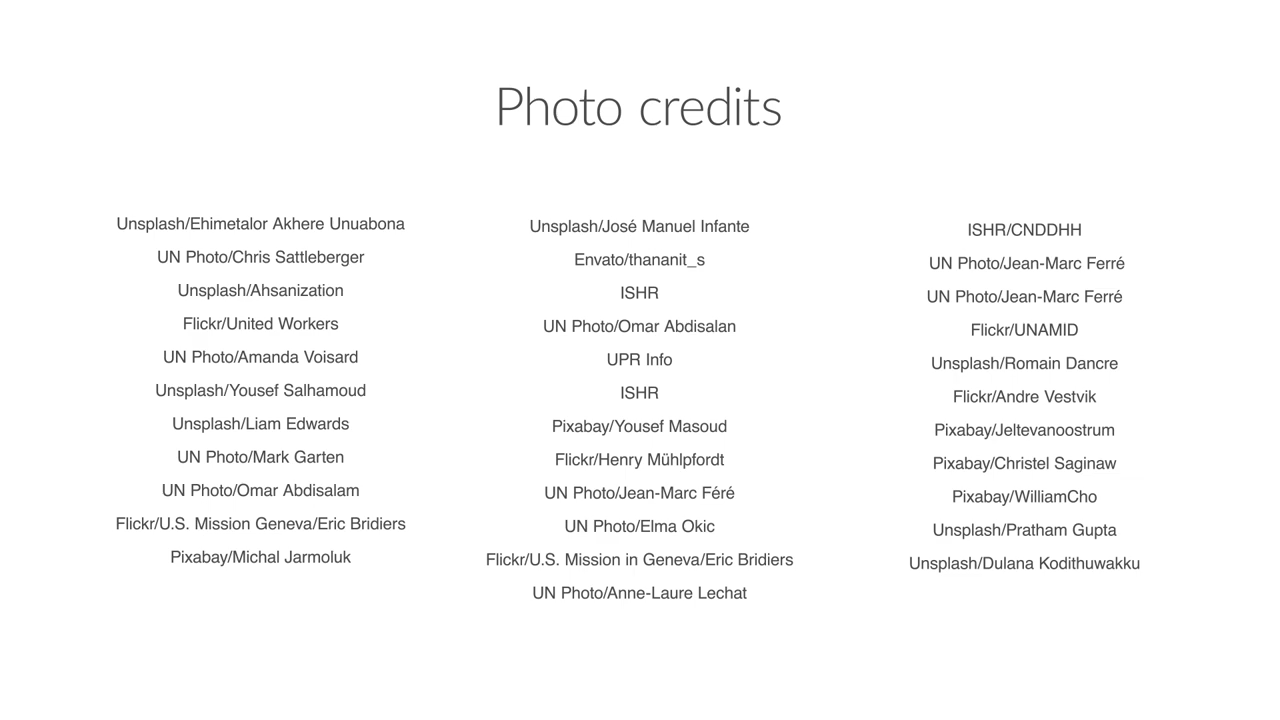 Photo credits
Unsplash/Ehimetalor Akhere Unuabona
UN Photo/Chris Sattleberger
Unsplash/Ahsanization
Flickr/United Workers
UN Photo/Amanda Voisard
Unsplash/Yousef Salhamoud
Unsplash/Liam Edwards
UN Photo/Mark Garten
UN Photo/Omar Abdisalam
Flickr/U.S. Mission Geneva/Eric Bridiers
Pixabay/Michal Jarmoluk
Unsplash/José Manuel Infante
Envato/thananit_s
ISHR
UN Photo/Omar Abdisalan
UPR Info
ISHR
Pixabay/Yousef Masoud
Flickr/Henry Mühlpfordt
UN Photo/Jean-Marc Féré
UN Photo/Elma Okic
Flickr/U.S. Mission in Geneva/Eric Bridiers
UN Photo/Anne-Laure Lechat
ISHR/CNDDHH
UN Photo/Jean-Marc Ferré
UN Photo/Jean-Marc Ferré
Flickr/UNAMID
Unsplash/Romain Dancre
Flickr/Andre Vestvik
Pixabay/Jeltevanoostrum
Pixabay/Christel Saginaw
Pixabay/WilliamCho
Unsplash/Pratham Gupta
Unsplash/Dulana Kodithuwakku